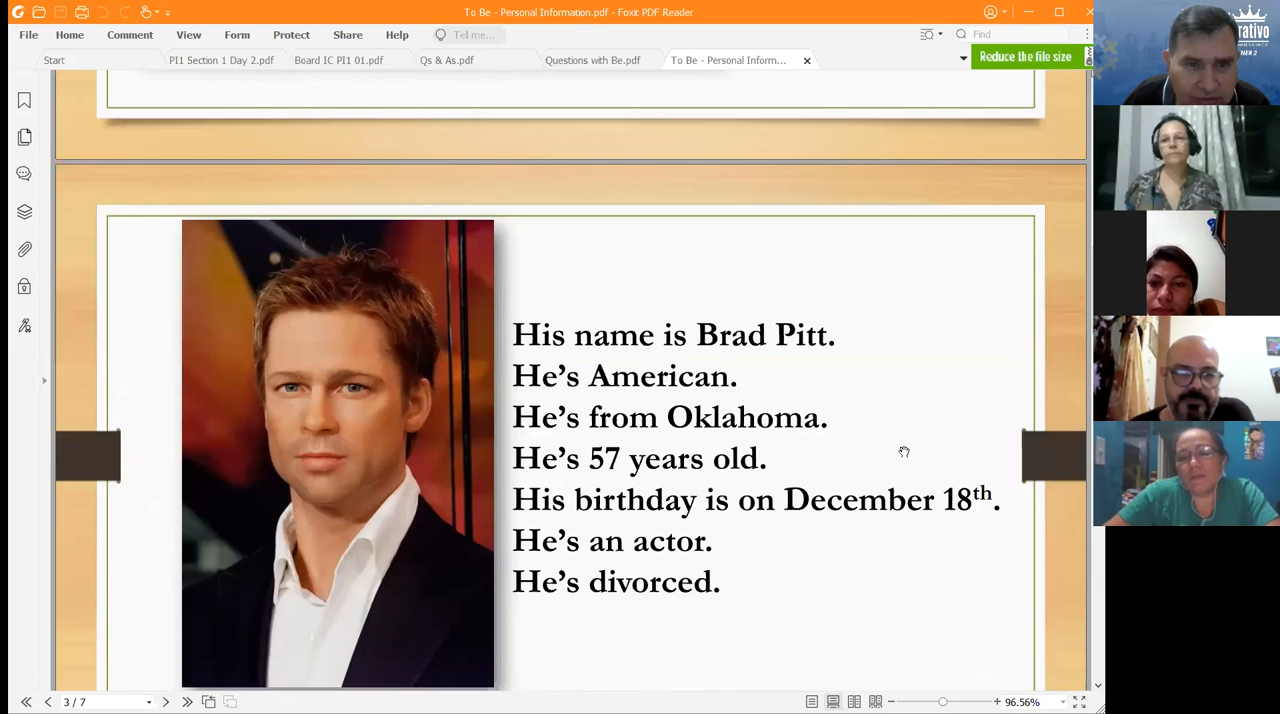 To Be - Personal Information.pdf - Foxit PDF Reader
File Home Comment View Form Protect Share Help Tell me... Find
Start PI1 Section 1 Day 2.pdf Board IC PI1 01.pdf Qs & As.pdf Questions with Be.pdf To Be - Personal Inform... Reduce the file size
rativo
NER 2
His name is Brad Pitt.
He’s American.
He’s from Oklahoma.
He’s 57 years old.
His birthday is on December 18th.
He’s an actor.
He’s divorced.
3 / 7 96.56%